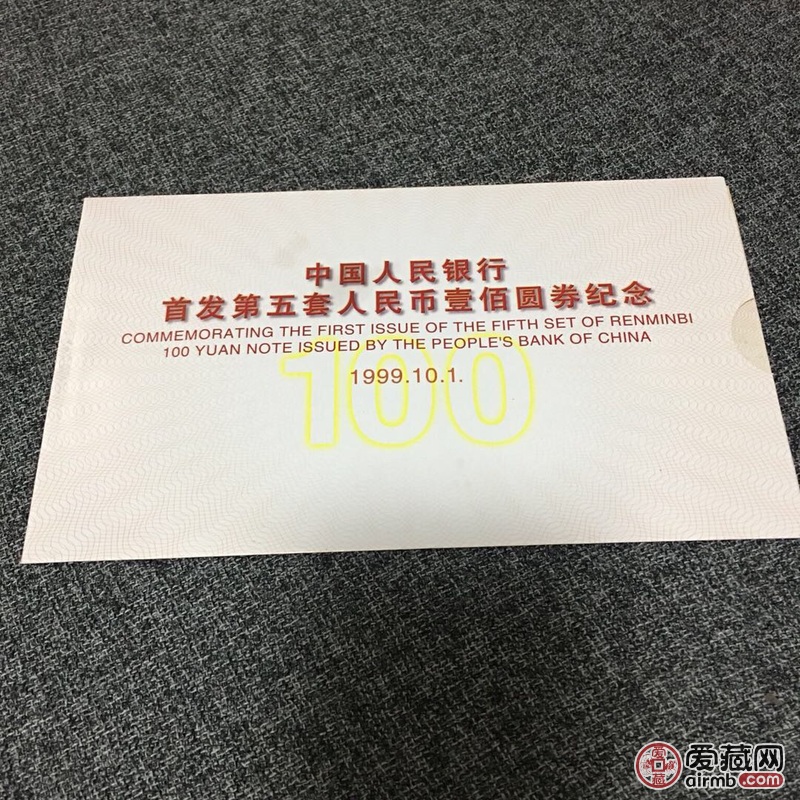 中国人民银行
首发第五套人民币壹佰圆券纪念
COMMEMORATING THE FIRST ISSUE OF THE FIFTH SET OF RENMINBI
100 YUAN NOTE ISSUED BY THE PEOPLE'S BANK OF CHINA
1999.10.1.
100
爱藏网
airmb.com